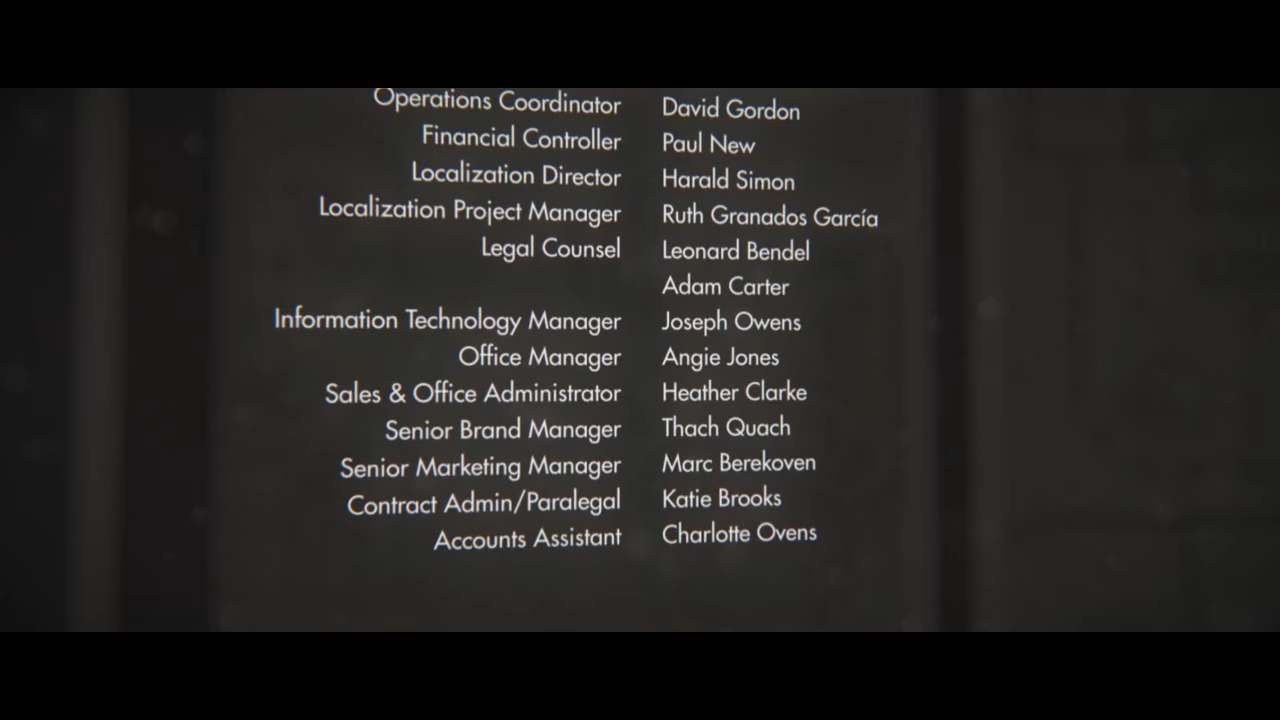 Operations Coordinator David Gordon
Financial Controller Paul New
Localization Director Harald Simon
Localization Project Manager Ruth Granados García
Legal Counsel Leonard Bendel
Adam Carter
Information Technology Manager Joseph Owens
Office Manager Angie Jones
Sales & Office Administrator Heather Clarke
Senior Brand Manager Thach Quach
Senior Marketing Manager Marc Berekoven
Contract Admin/Paralegal Katie Brooks
Accounts Assistant Charlotte Ovens